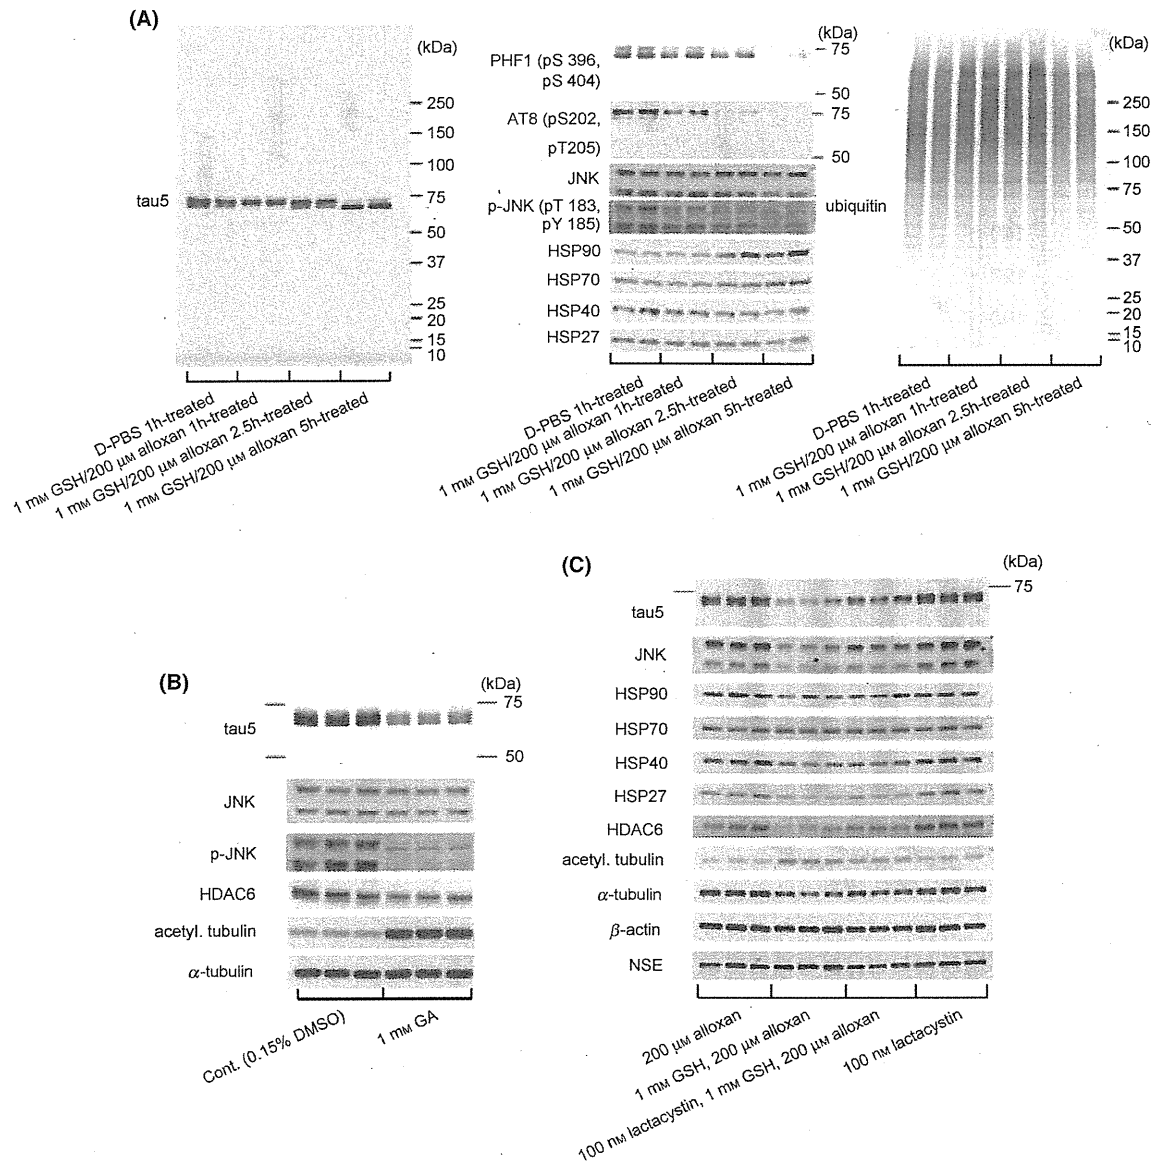 (A)
(kDa)
250
150
100
75
50
37
25
20
15
10
tau5
D-PBS 1h-treated
1 mM GSH/200 μM alloxan 1h-treated
1 mM GSH/200 μM alloxan 2.5h-treated
1 mM GSH/200 μM alloxan 5h-treated
(kDa)
PHF1 (pS 396,
pS 404)
75
50
AT8 (pS202,
pT205)
75
50
JNK
p-JNK (pT 183,
pY 185)
HSP90
HSP70
HSP40
HSP27
D-PBS 1h-treated
1 mM GSH/200 μM alloxan 1h-treated
1 mM GSH/200 μM alloxan 2.5h-treated
1 mM GSH/200 μM alloxan 5h-treated
ubiquitin
(kDa)
250
150
100
75
50
37
25
20
15
10
D-PBS 1h-treated
1 mM GSH/200 μM alloxan 1h-treated
1 mM GSH/200 μM alloxan 2.5h-treated
1 mM GSH/200 μM alloxan 5h-treated
(B)
(kDa)
75
tau5
50
JNK
p-JNK
HDAC6
acetyl. tubulin
α-tubulin
Cont. (0.15% DMSO)
1 mM GA
(C)
(kDa)
75
tau5
JNK
HSP90
HSP70
HSP40
HSP27
HDAC6
acetyl. tubulin
α-tubulin
β-actin
NSE
200 μM alloxan
1 mM GSH, 200 μM alloxan
100 nM lactacystin, 1 mM GSH, 200 μM alloxan
100 nM lactacystin